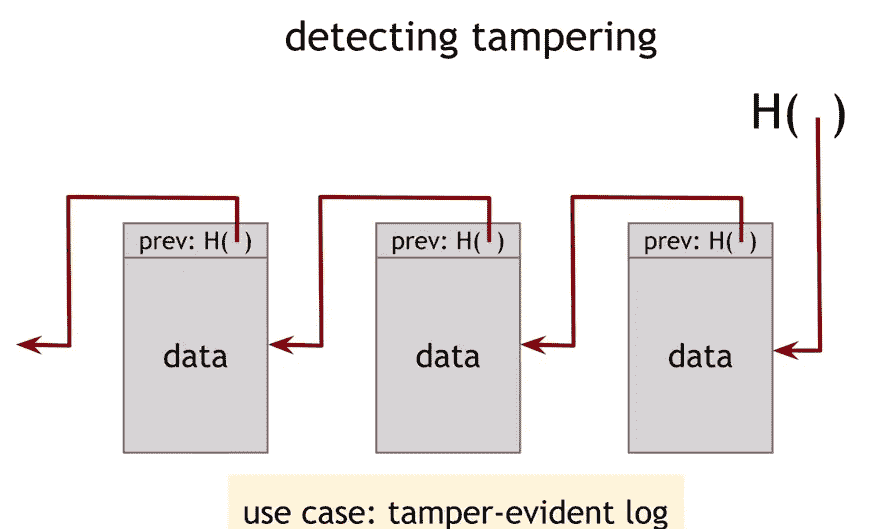 detecting tampering
H( )
prev: H( )
prev: H( )
prev: H( )
data
data
data
use case: tamper-evident log